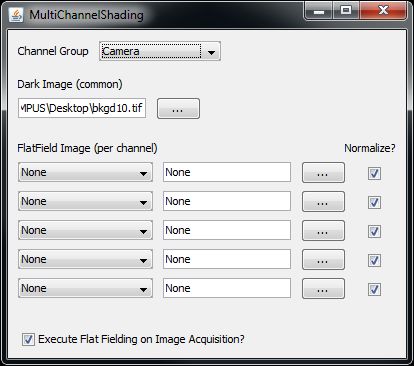 MultiChannelShading
Channel Group Camera
Dark Image (common)
MPUS\Desktop\bkgd10.tif ...
FlatField Image (per channel) Normalize?
None None ...
None None ...
None None ...
None None ...
None None ...
Execute Flat Fielding on Image Acquisition?